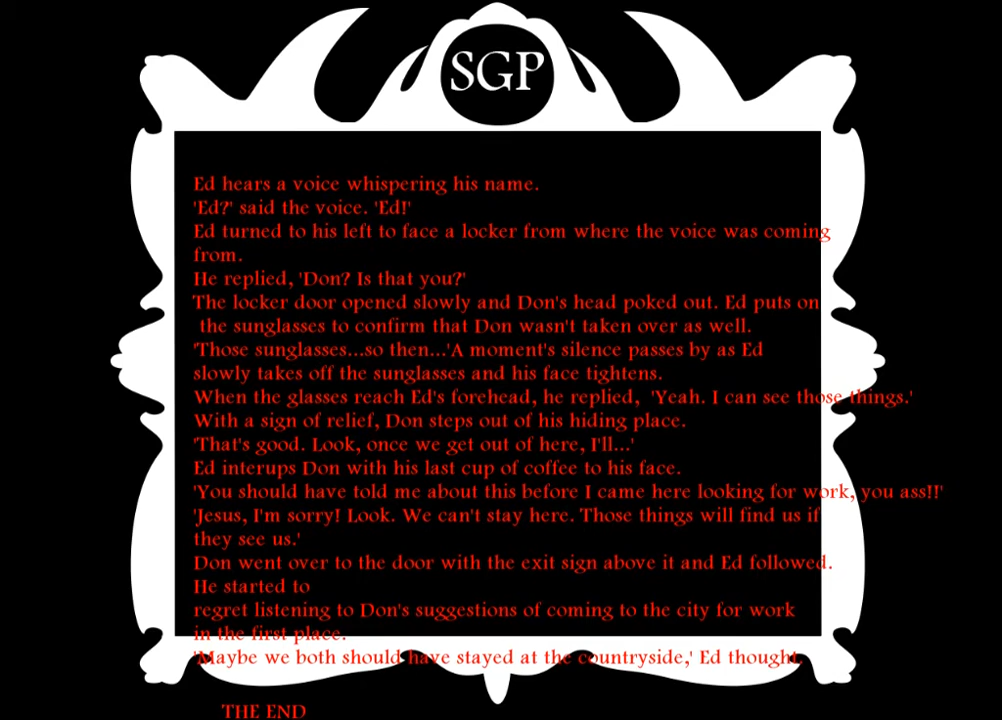 SGP
Ed hears a voice whispering his name.
'Ed?' said the voice. 'Ed!'
Ed turned to his left to face a locker from where the voice was coming
from.
He replied, 'Don? Is that you?'
The locker door opened slowly and Don's head poked out. Ed puts on
the sunglasses to confirm that Don wasn't taken over as well.
'Those sunglasses...so then...'A moment's silence passes by as Ed
slowly takes off the sunglasses and his face tightens.
When the glasses reach Ed's forehead, he replied, 'Yeah. I can see those things.'
With a sign of relief, Don steps out of his hiding place.
'That's good. Look, once we get out of here, I'll...'
Ed interups Don with his last cup of coffee to his face.
'You should have told me about this before I came here looking for work, you ass!!'
'Jesus, I'm sorry! Look. We can't stay here. Those things will find us if
they see us.'
Don went over to the door with the exit sign above it and Ed followed.
He started to
regret listening to Don's suggestions of coming to the city for work
in the first place.
'Maybe we both should have stayed at the countryside,' Ed thought.
THE END